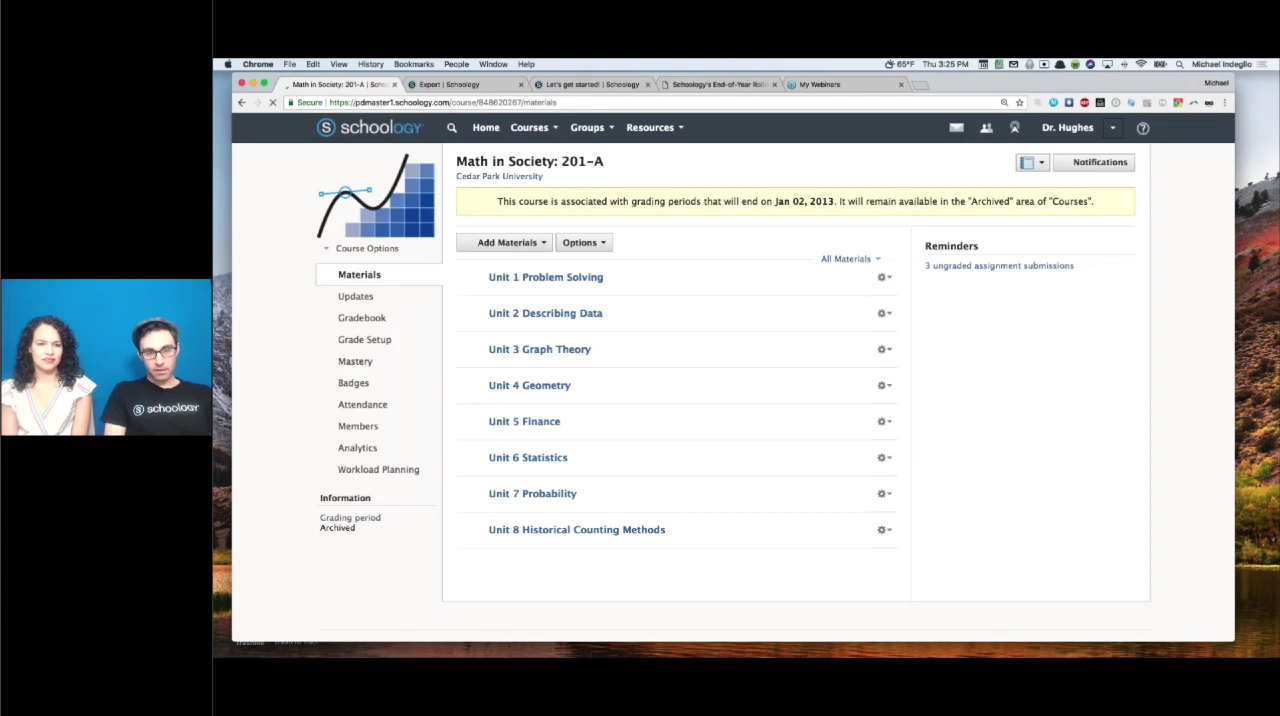 Chrome File Edit View History Bookmarks People Window Help 65°F Thu 3:25 PM Michael Indeglio
Math in Society: 201-A | Scho Export | Schoology Let's get started! | Schoology Schoology's End-of-Year Roll My Webinars Michael
Secure https://pdmaster1.schoology.com/course/848620267/materials
schoology Home Courses Groups Resources Dr. Hughes
Math in Society: 201-A
Notifications
Cedar Park University
This course is associated with grading periods that will end on Jan 02, 2013. It will remain available in the "Archived" area of "Courses".
Course Options
Materials
Updates
Gradebook
Grade Setup
Mastery
Badges
Attendance
Members
Analytics
Workload Planning
Information
Grading period
Archived
Add Materials Options
All Materials
Unit 1 Problem Solving
Unit 2 Describing Data
Unit 3 Graph Theory
Unit 4 Geometry
Unit 5 Finance
Unit 6 Statistics
Unit 7 Probability
Unit 8 Historical Counting Methods
Reminders
3 ungraded assignment submissions
schoology